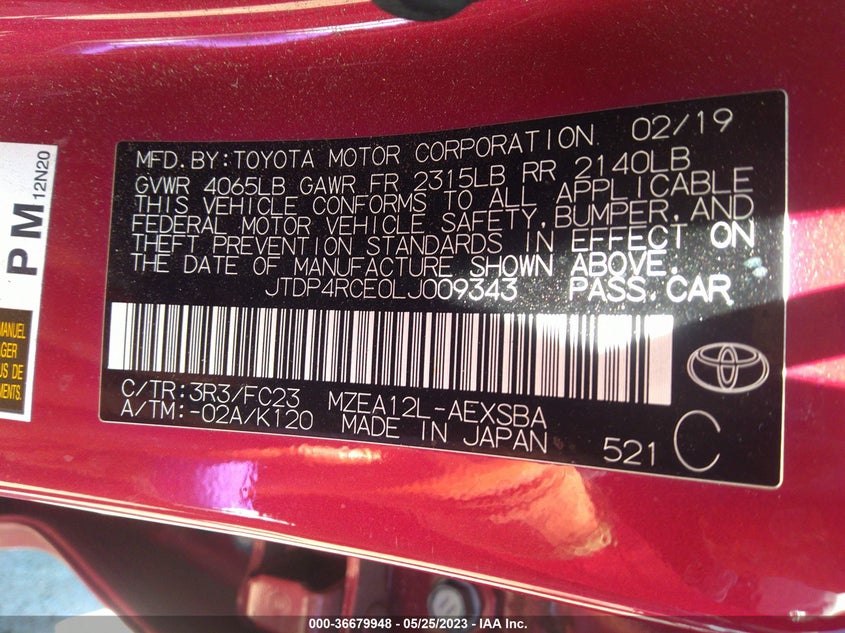 MFD.BY:TOYOTA MOTOR CORPORATION 02/19
GVWR 4065LB GAWR FR 2315LB RR 2140LB
THIS VEHICLE CONFORMS TO ALL APPLICABLE
FEDERAL MOTOR VEHICLE SAFETY, BUMPER, AND
THEFT PREVENTION STANDARDS IN EFFECT ON
THE DATE OF MANUFACTURE SHOWN ABOVE.
JTDP4RCE0LJ009343 PASS.CAR
C/TR:3R3/FC23 MZEA12L-AEXSBA
A/TM:-02A/K120 MADE IN JAPAN 521 C
PM 12N20
MANUEL
US DE
000-36679948 - 05/25/2023 - IAA Inc.